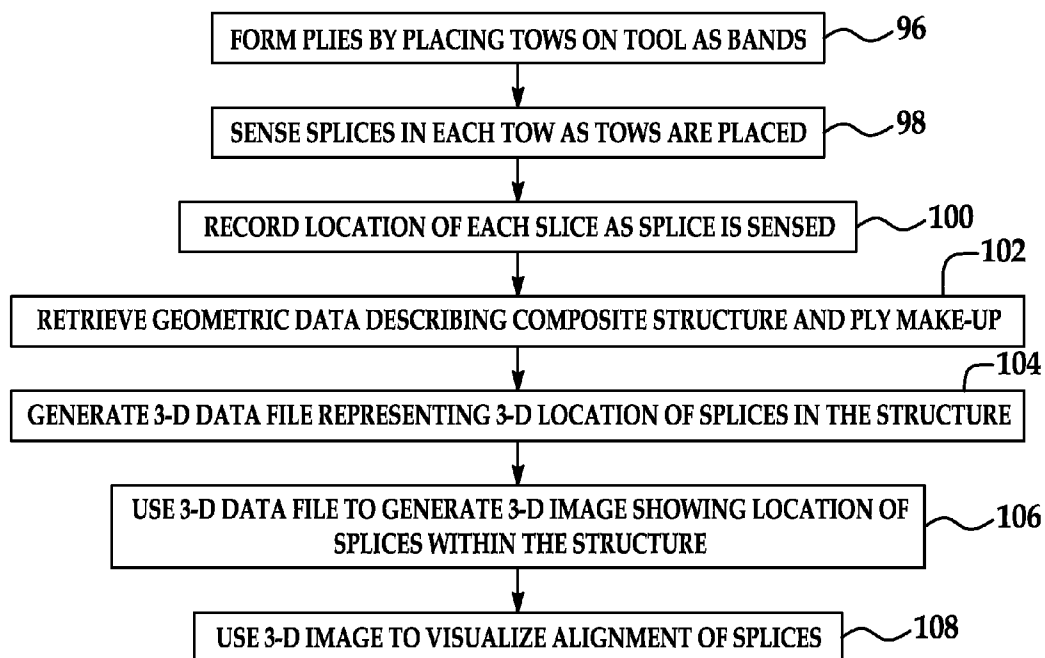 FORM PLIES BY PLACING TOWS ON TOOL AS BANDS
96
SENSE SPLICES IN EACH TOW AS TOWS ARE PLACED
98
RECORD LOCATION OF EACH SLICE AS SPLICE IS SENSED
100
102
RETRIEVE GEOMETRIC DATA DESCRIBING COMPOSITE STRUCTURE AND PLY MAKE-UP
104
GENERATE 3-D DATA FILE REPRESENTING 3-D LOCATION OF SPLICES IN THE STRUCTURE
USE 3-D DATA FILE TO GENERATE 3-D IMAGE SHOWING LOCATION OF
SPLICES WITHIN THE STRUCTURE
106
USE 3-D IMAGE TO VISUALIZE ALIGNMENT OF SPLICES
108